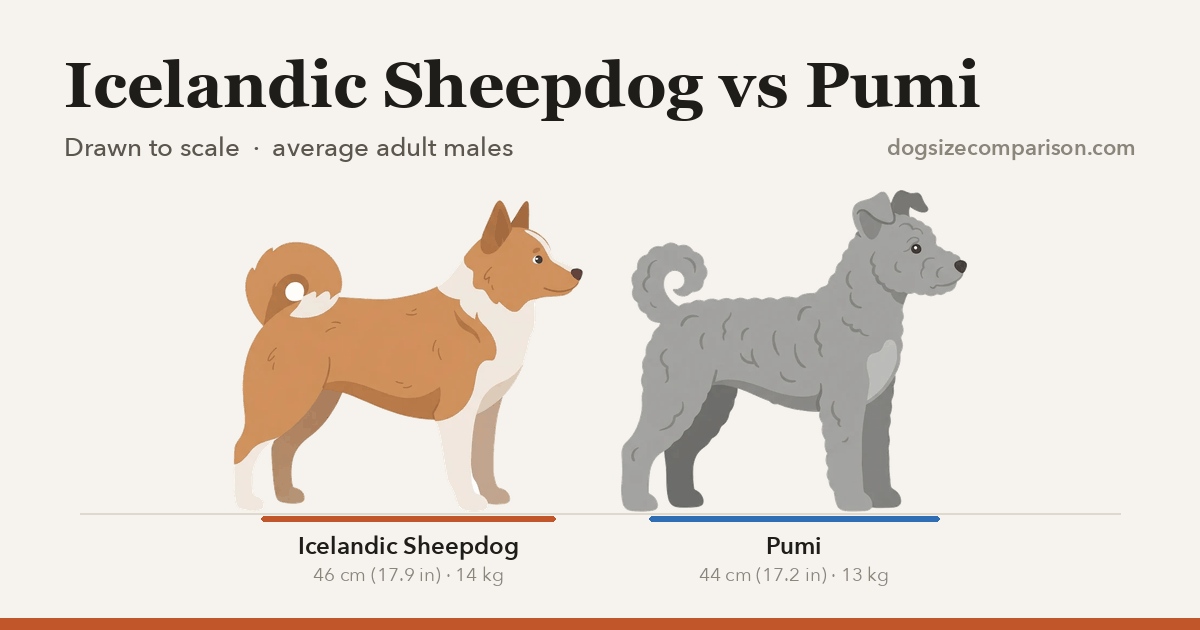 Icelandic Sheepdog vs Pumi
Drawn to scale · average adult males
dogsizecomparison.com
Icelandic Sheepdog
46 cm (17.9 in) · 14 kg
Pumi
44 cm (17.2 in) · 13 kg